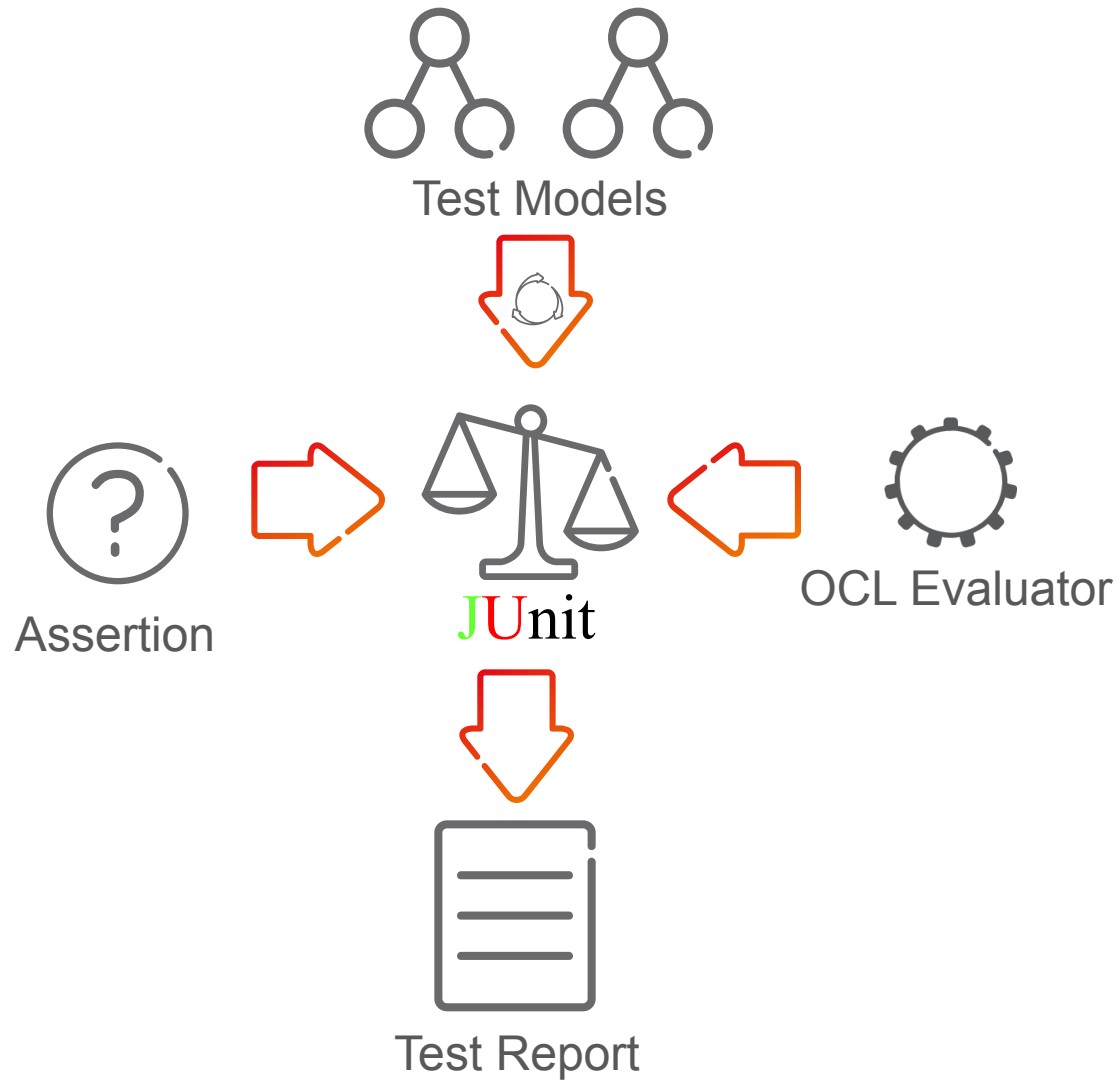 Test Models
?
Assertion
JUnit
OCL Evaluator
Test Report